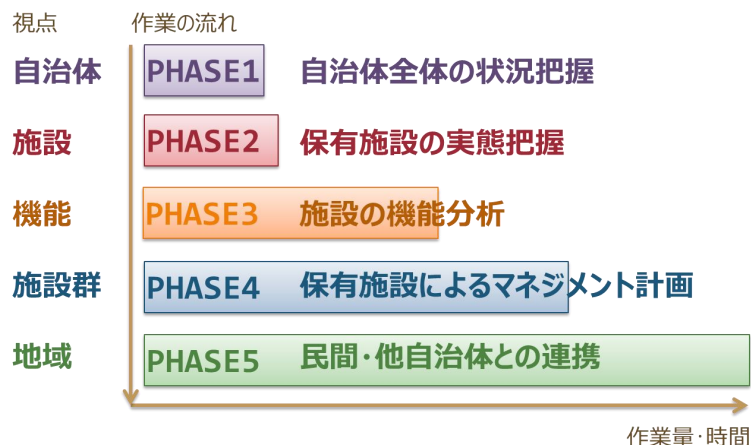 視点 作業の流れ
自治体 PHASE1 自治体全体の状況把握
施設 PHASE2 保有施設の実態把握
機能 PHASE3 施設の機能分析
施設群 PHASE4 保有施設によるマネジメント計画
地域 PHASE5 民間・他自治体との連携
作業量・時間